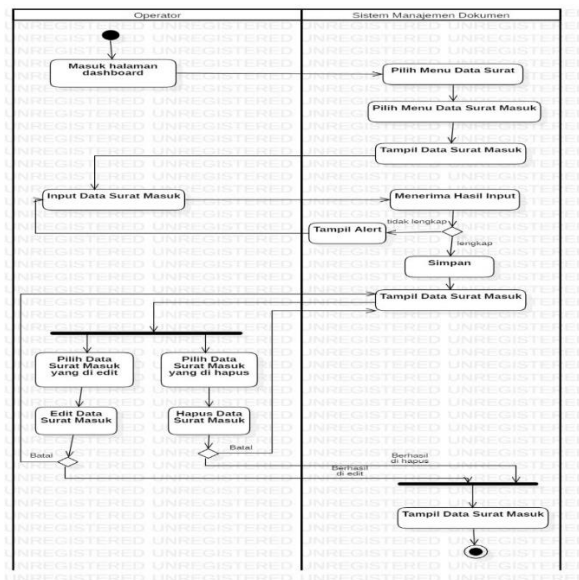 Operator
Sistem Manajemen Dokumen
Masuk halaman
dashboard
Pilih Menu Data Surat
Pilih Menu Data Surat Masuk
Tampil Data Surat Masuk
Input Data Surat Masuk
Menerima Hasil Input
tidak lengkap
Tampil Alert
lengkap
Simpan
Tampil Data Surat Masuk
Pilih Data
Surat Masuk
yang di edit
Pilih Data
Surat Masuk
yang di hapus
Edit Data
Surat Masuk
Hapus Data
Surat Masuk
Batal
Batal
Berhasil
di hapus
Berhasil
di edit
Tampil Data Surat Masuk
UNREGISTERED